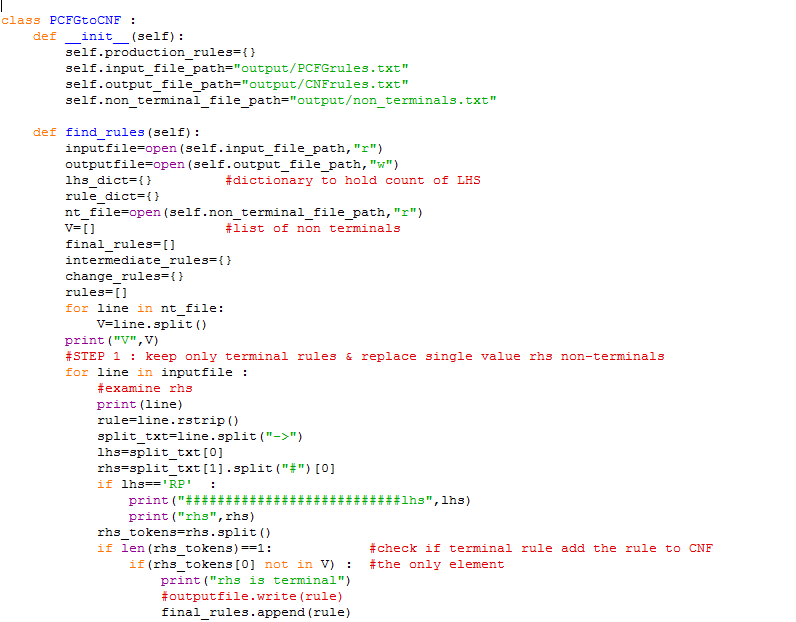 class PCFGtoCNF :
    def __init__(self):
        self.production_rules={}
        self.input_file_path="output/PCFGrules.txt"
        self.output_file_path="output/CNFrules.txt"
        self.non_terminal_file_path="output/non_terminals.txt"

    def find_rules(self):
        inputfile=open(self.input_file_path,"r")
        outputfile=open(self.output_file_path,"w")
        lhs_dict={}         #dictionary to hold count of LHS
        rule_dict={}
        nt_file=open(self.non_terminal_file_path,"r")
        V=[]                #list of non terminals
        final_rules=[]
        intermediate_rules={}
        change_rules={}
        rules=[]
        for line in nt_file:
            V=line.split()
        print("V",V)
        #STEP 1 : keep only terminal rules & replace single value rhs non-terminals
        for line in inputfile :
            #examine rhs
            print(line)
            rule=line.rstrip()
            split_txt=line.split("->")
            lhs=split_txt[0]
            rhs=split_txt[1].split("#")[0]
            if lhs=='RP'  :
                print("###########################lhs",lhs)
                print("rhs",rhs)
            rhs_tokens=rhs.split()
            if len(rhs_tokens)==1:            #check if terminal rule add the rule to CNF
                if(rhs_tokens[0] not in V) :  #the only element
                    print("rhs is terminal")
                    #outputfile.write(rule)
                    final_rules.append(rule)